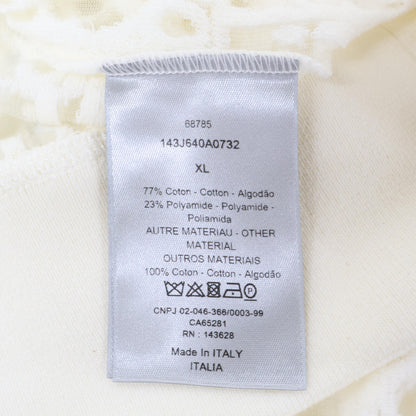 68785
143J640A0732
XL
77% Coton - Cotton - Algodão
23% Polyamide - Polyamide -
Poliamida
AUTRE MATERIAU - OTHER
MATERIAL
OUTROS MATERIAIS
100% Coton - Cotton - Algodão
P
CNPJ 02-046-366/0003-99
CA65281
RN : 143628
Made In ITALY
ITALIA